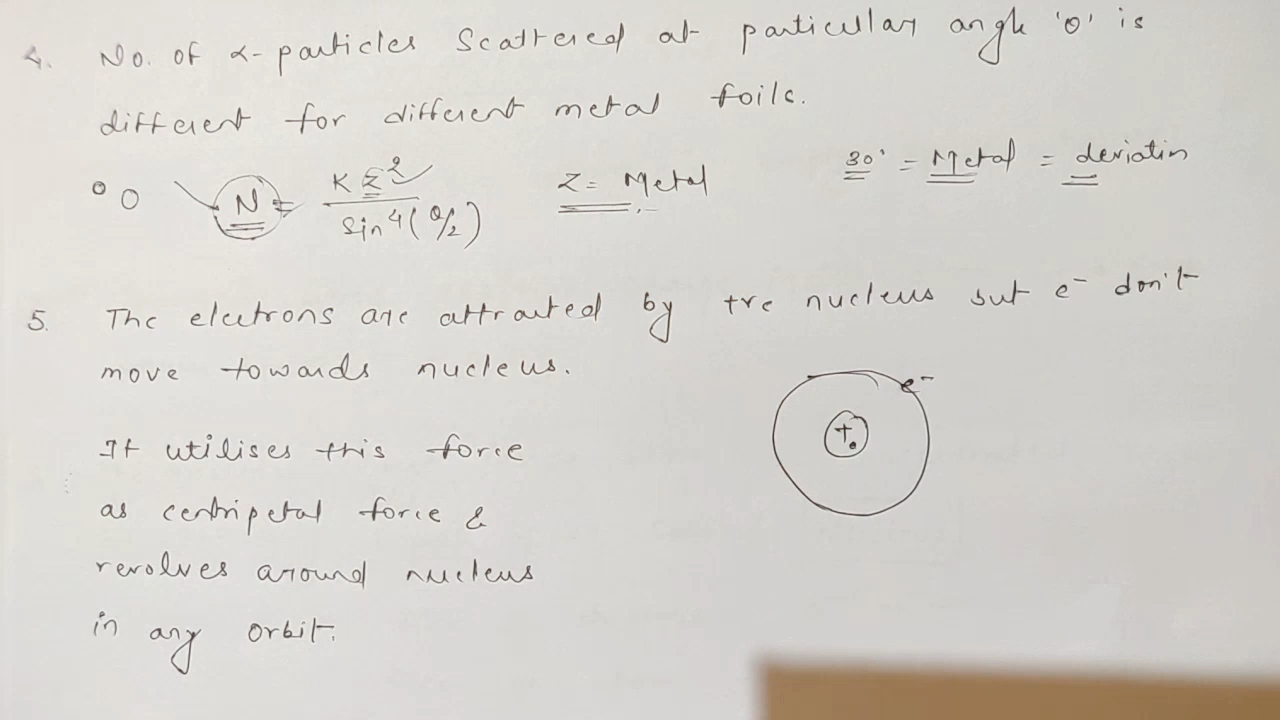 4. No. of α-particles Scattered at particular angle 'θ' is
different for different metal foils.
N = KZ² / sin⁴(θ/2) Z = Metal 30° = Metal = deviatin
5. The electrons are attracted by +re nucleus but e⁻ don't
move towards nucleus.
e⁻
+
It utilises this force
as centripetal force &
revolves around nucleus
in any orbit.